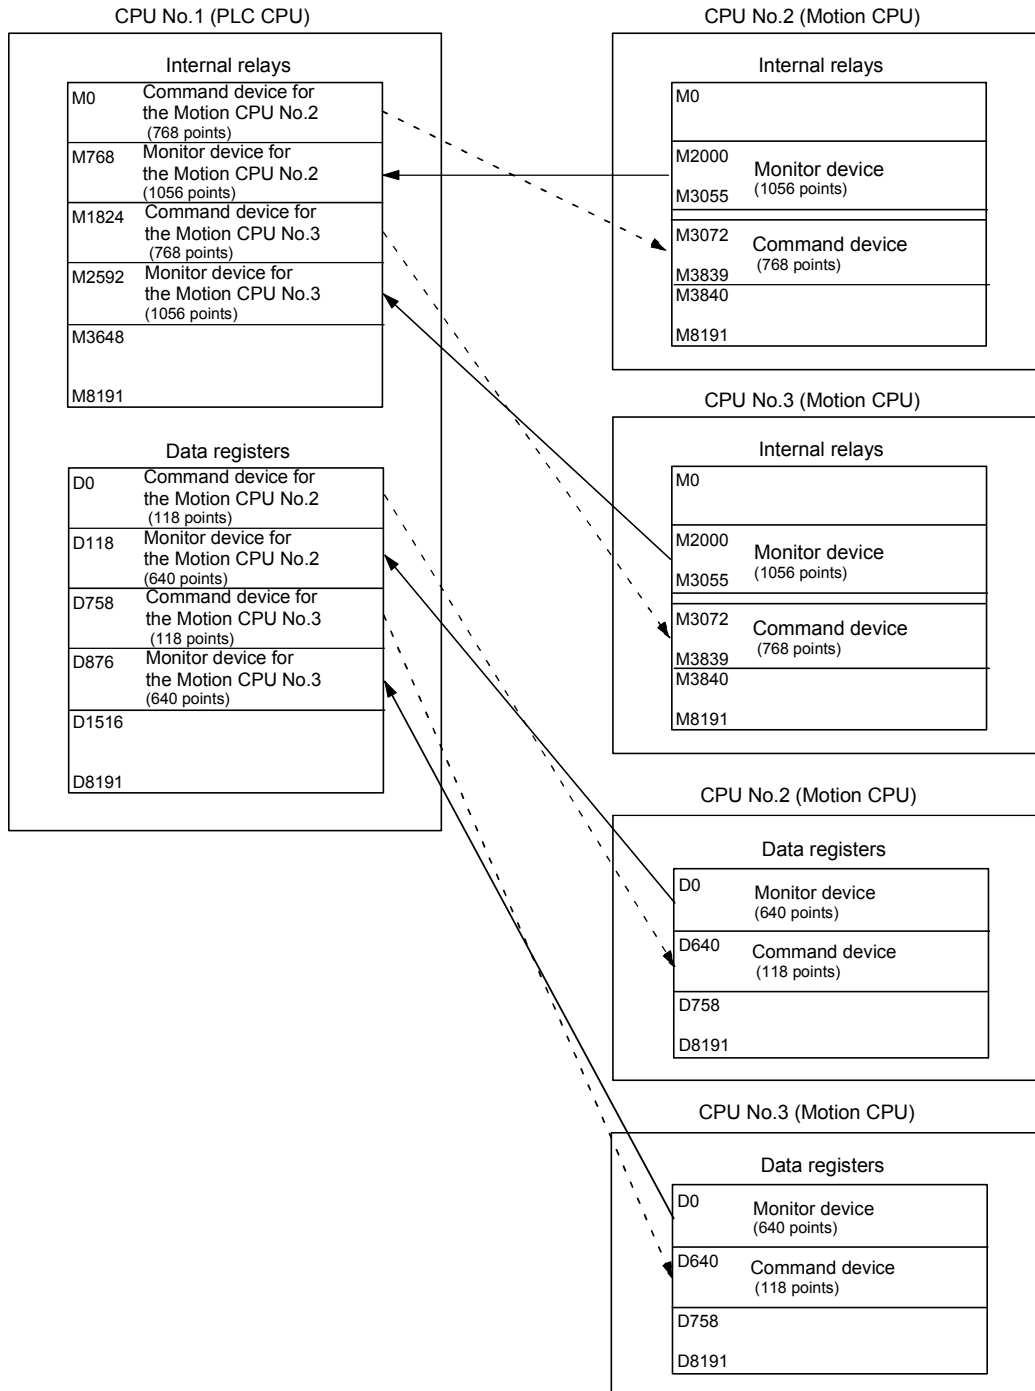 CPU No.1 (PLC CPU)
Internal relays
M0 Command device for
the Motion CPU No.2
(768 points)
M768 Monitor device for
the Motion CPU No.2
(1056 points)
M1824 Command device for
the Motion CPU No.3
(768 points)
M2592 Monitor device for
the Motion CPU No.3
(1056 points)
M3648
M8191
Data registers
D0 Command device for
the Motion CPU No.2
(118 points)
D118 Monitor device for
the Motion CPU No.2
(640 points)
D758 Command device for
the Motion CPU No.3
(118 points)
D876 Monitor device for
the Motion CPU No.3
(640 points)
D1516
D8191
CPU No.2 (Motion CPU)
Internal relays
M0
M2000
Monitor device
(1056 points)
M3055
M3072
Command device
(768 points)
M3839
M3840
M8191
CPU No.3 (Motion CPU)
Internal relays
M0
M2000
Monitor device
(1056 points)
M3055
M3072
Command device
(768 points)
M3839
M3840
M8191
CPU No.2 (Motion CPU)
Data registers
D0
Monitor device
(640 points)
D640
Command device
(118 points)
D758
D8191
CPU No.3 (Motion CPU)
Data registers
D0
Monitor device
(640 points)
D640
Command device
(118 points)
D758
D8191